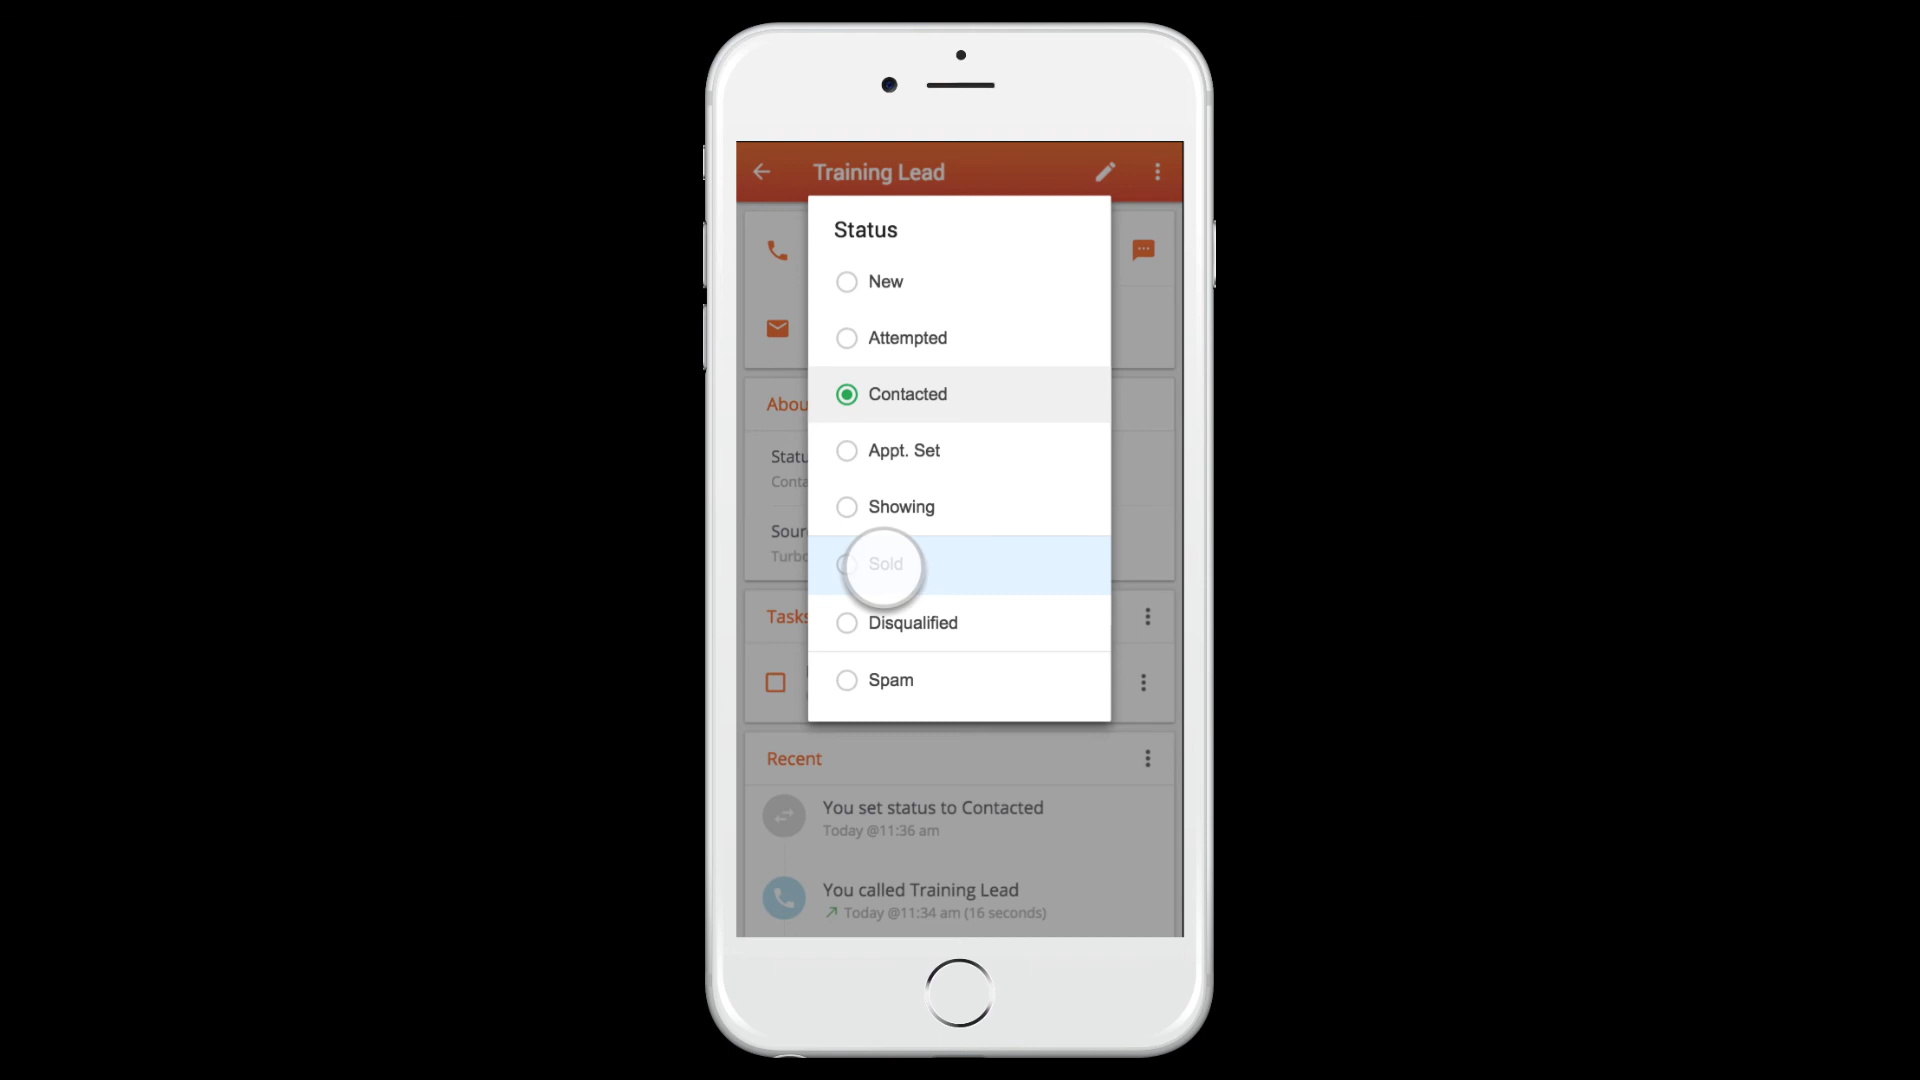 Training Lead
Status
New
Attempted
Contacted
Appt. Set
Showing
Sold
Disqualified
Spam
Abou
Statu
Conta
Sour
Turbo
Tasks
Recent
You set status to Contacted
Today @11:36 am
You called Training Lead
Today @11:34 am (16 seconds)